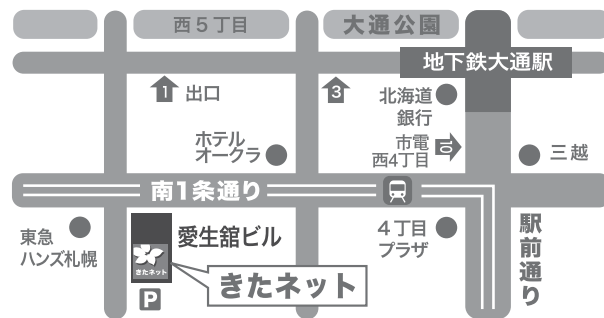 西5丁目
大通公園
地下鉄大通駅
1
出口
3
北海道
銀行
ホテル
オークラ
市電
西4丁目
10
三越
南1条通り
東急
ハンズ札幌
愛生舘ビル
4丁目
プラザ
駅前通り
きたネット
きたネット
P